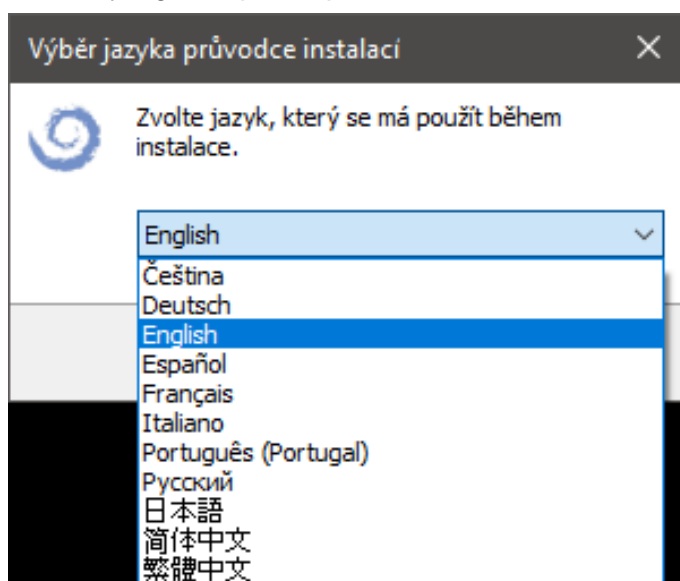 Výběr jazyka průvodce instalací
Zvolte jazyk, který se má použít během
instalace.
English
Čeština
Deutsch
English
Español
Français
Italiano
Português (Portugal)
Русский
日本語
简体中文
繁體中文